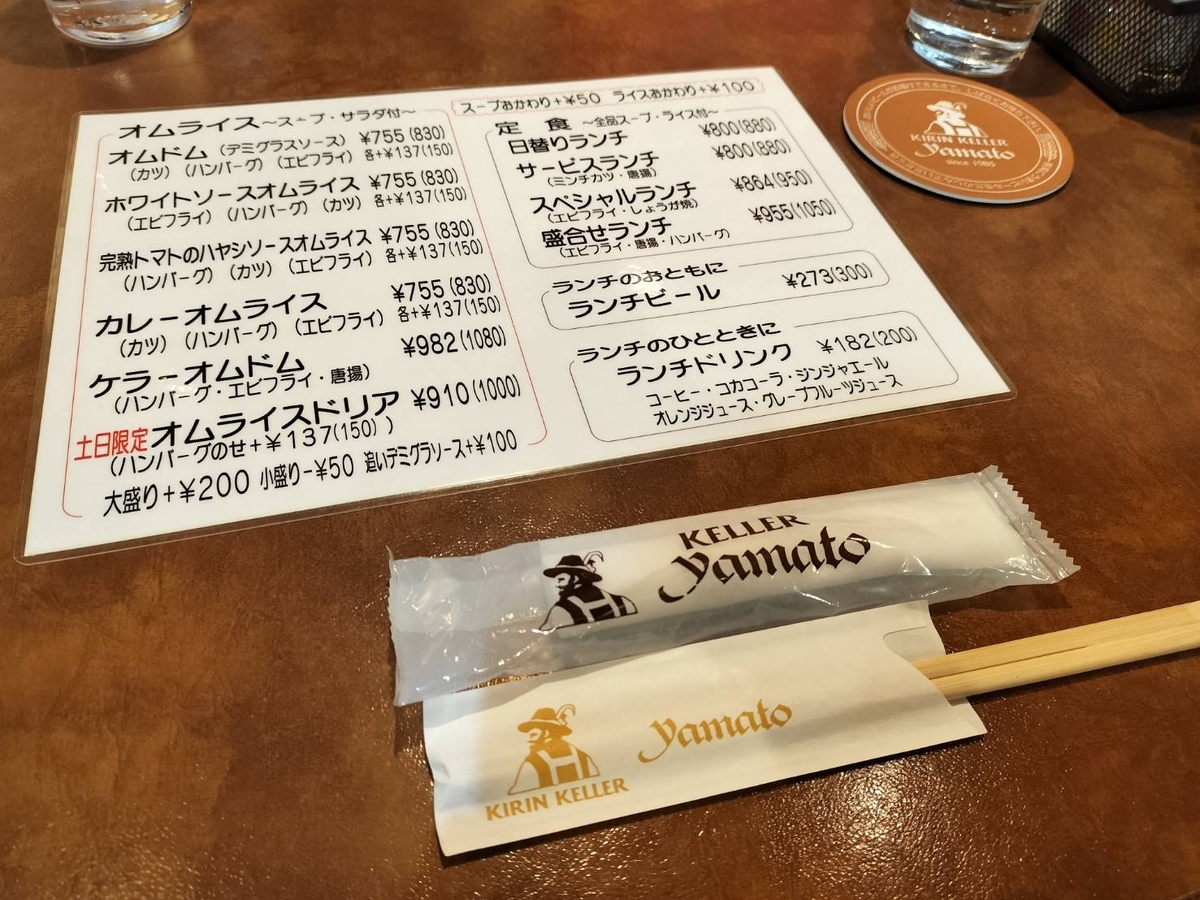 オムライス〜スープ・サラダ付〜
オムドム（デミグラスソース） ¥755(830)
（カツ）（ハンバーグ）（エビフライ） 各+¥137(150)
ホワイトソースオムライス ¥755(830)
（エビフライ）（ハンバーグ）（カツ） 各+¥137(150)
完熟トマトのハヤシソースオムライス ¥755(830)
（ハンバーグ）（カツ）（エビフライ） 各+¥137(150)
カレーオムライス ¥755(830)
（カツ）（ハンバーグ）（エビフライ） 各+¥137(150)
ケラーオムドム ¥982(1080)
（ハンバーグ・エビフライ・唐揚）
土日限定オムライスドリア ¥910(1000)
（ハンバーグのせ+¥137(150)）
大盛り+¥200 小盛り-¥50 追いデミグラソース+¥100
スープおかわり+¥50 ライスおかわり+¥100
定 食 〜全品スープ・ライス付〜
日替りランチ ¥800(880)
サービスランチ ¥800(880)
（ミンチカツ・唐揚）
スペシャルランチ ¥864(950)
（エビフライ・しょうが焼）
盛合せランチ ¥955(1050)
（エビフライ・唐揚・ハンバーグ）
ランチのおともに
ランチビール ¥273(300)
ランチのひとときに
ランチドリンク ¥182(200)
コーヒー・コカコーラ・ジンジャエール
オレンジジュース・グレープフルーツジュース
KIRIN KELLER
yamato
since 1985
KELLER
yamato
yamato
KIRIN KELLER